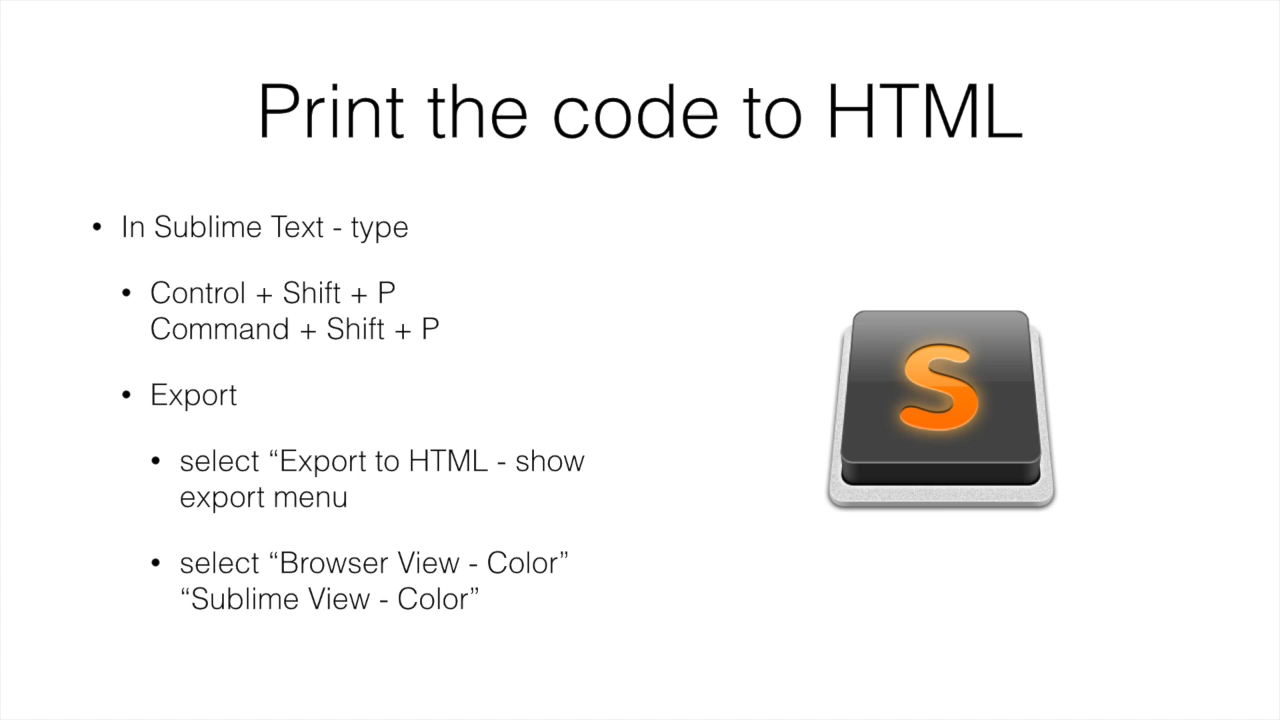 Print the code to HTML
• In Sublime Text - type
• Control + Shift + P
Command + Shift + P
• Export
• select “Export to HTML - show
export menu
• select “Browser View - Color”
“Sublime View - Color”
S